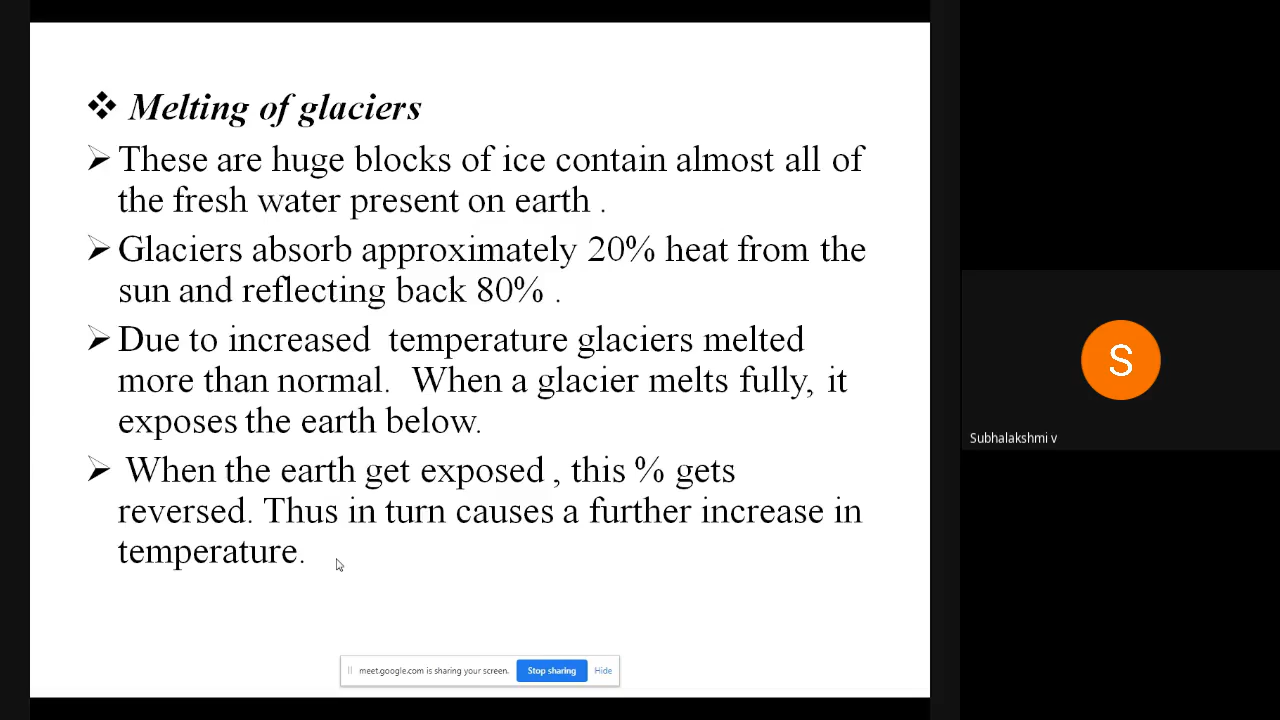 Melting of glaciers
These are huge blocks of ice contain almost all of
the fresh water present on earth .
Glaciers absorb approximately 20% heat from the
sun and reflecting back 80% .
Due to increased  temperature glaciers melted
more than normal.  When a glacier melts fully, it
exposes the earth below.
When the earth get exposed , this % gets
reversed. Thus in turn causes a further increase in
temperature.
S
Subhalakshmi v
meet.google.com is sharing your screen. Stop sharing Hide